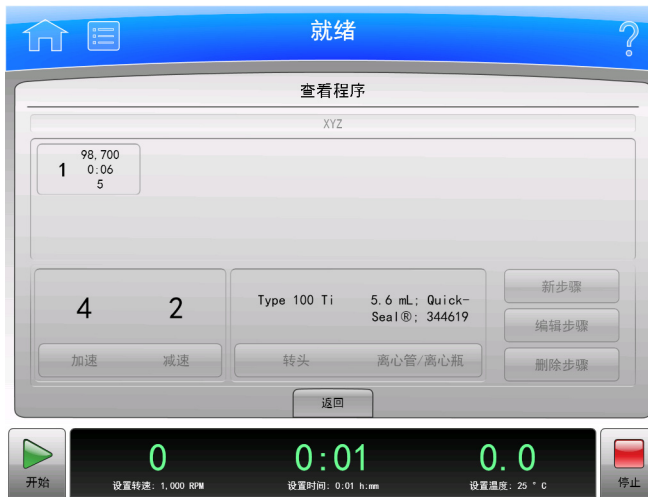 就绪
?
查看程序
XYZ
1
98,700
0:06
5
4 2
Type 100 Ti
5.6 mL; Quick-
Seal®; 344619
新步骤
编辑步骤
删除步骤
加速 减速
转头 离心管/离心瓶
返回
开始
0
设置转速: 1,000 RPM
0:01
设置时间: 0:01 h:mm
0.0
设置温度: 25 °C
停止